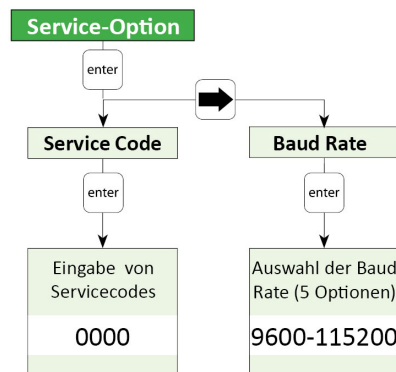 Service-Option
enter
Service Code
Baud Rate
enter
enter
Eingabe von
Servicecodes
Auswahl der Baud
Rate (5 Optionen)
0000
9600-115200